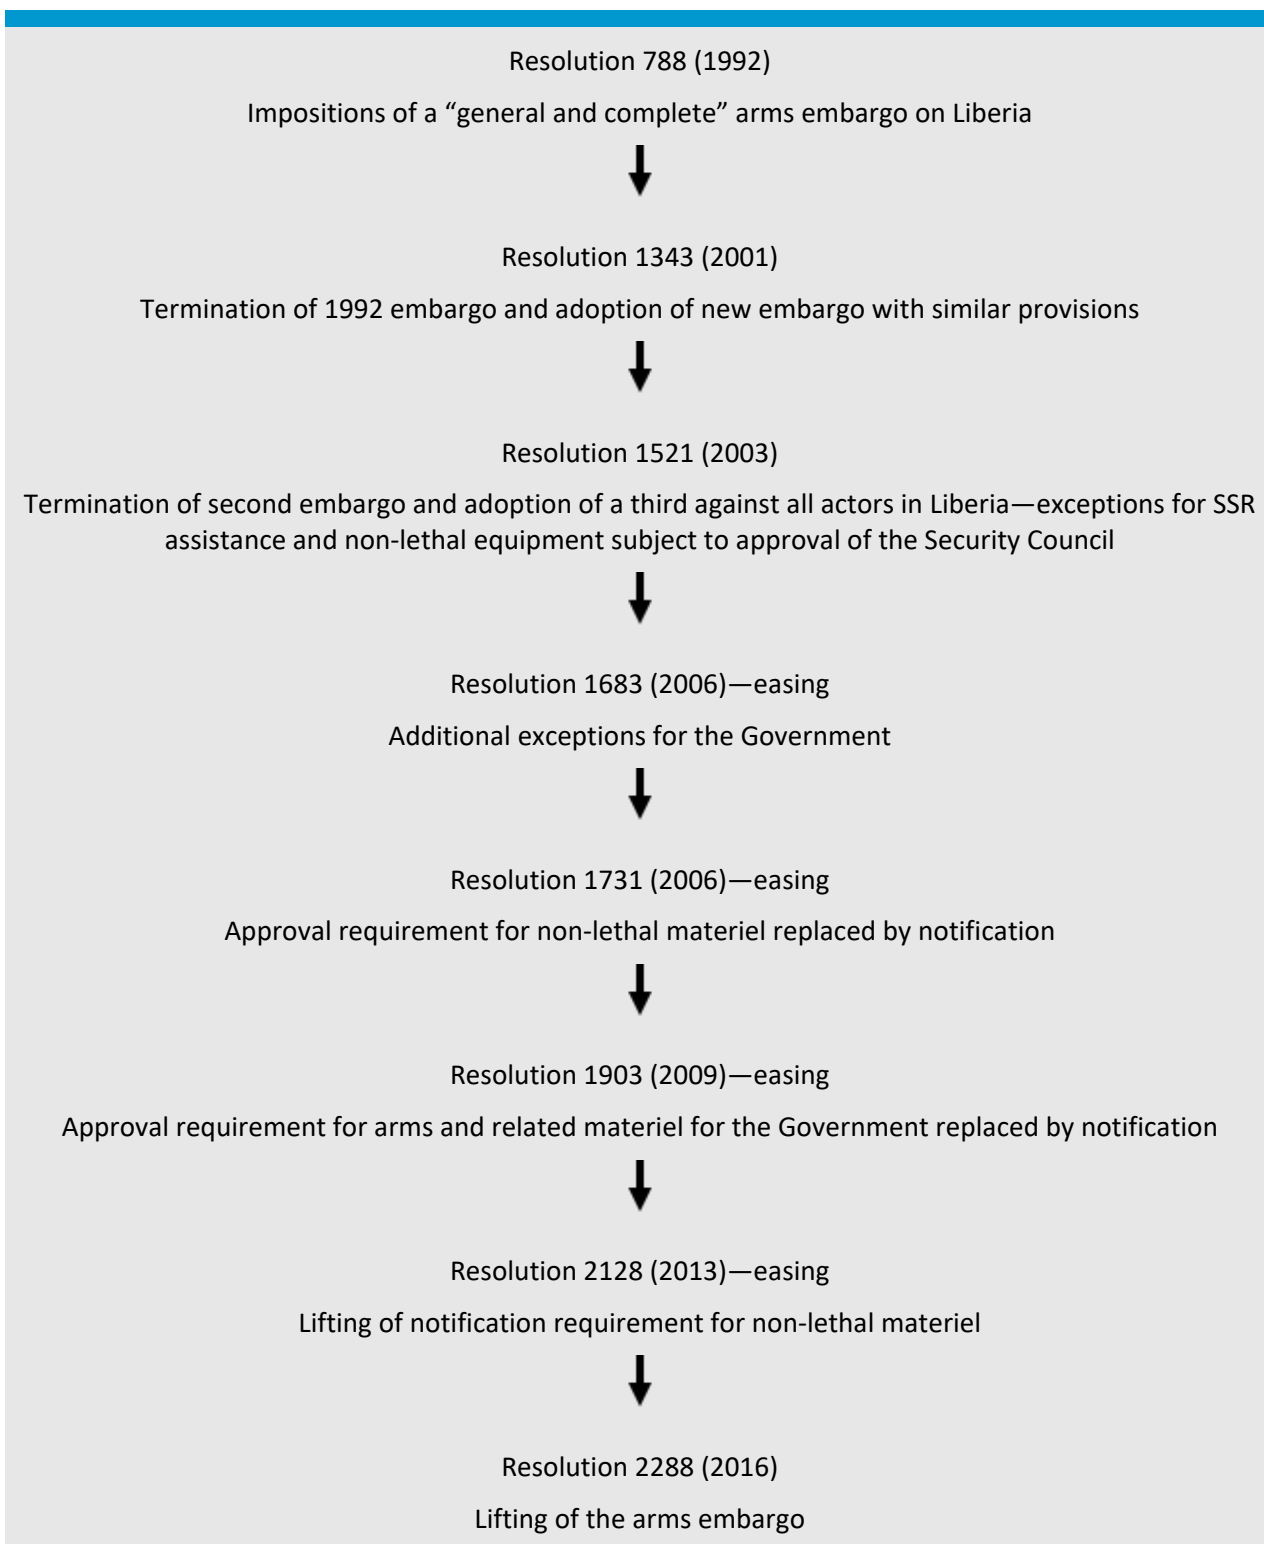 Resolution 788 (1992)
Impositions of a “general and complete” arms embargo on Liberia
Resolution 1343 (2001)
Termination of 1992 embargo and adoption of new embargo with similar provisions
Resolution 1521 (2003)
Termination of second embargo and adoption of a third against all actors in Liberia—exceptions for SSR
assistance and non-lethal equipment subject to approval of the Security Council
Resolution 1683 (2006)—easing
Additional exceptions for the Government
Resolution 1731 (2006)—easing
Approval requirement for non-lethal materiel replaced by notification
Resolution 1903 (2009)—easing
Approval requirement for arms and related materiel for the Government replaced by notification
Resolution 2128 (2013)—easing
Lifting of notification requirement for non-lethal materiel
Resolution 2288 (2016)
Lifting of the arms embargo